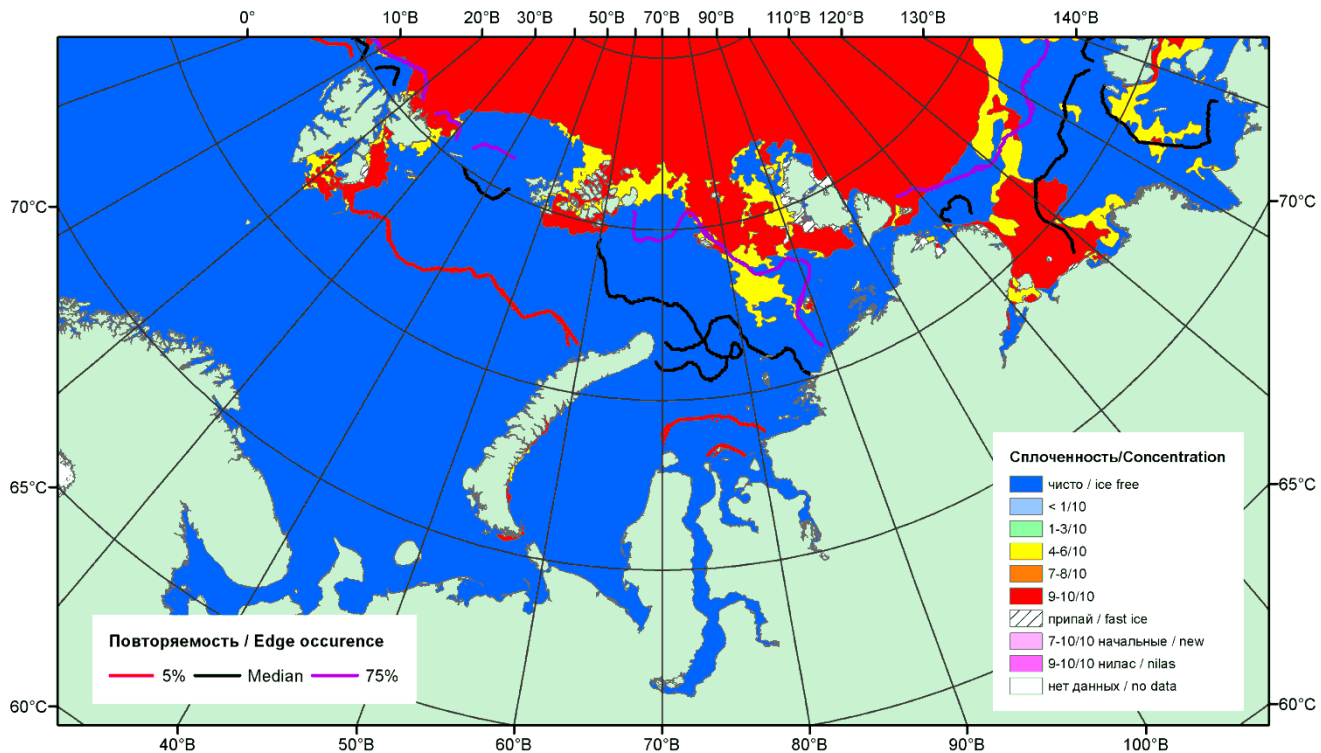 0° 10°В 20°В 30°В 50°В 70°В 90°В 110°В 120°В 130°В 140°В
70°С 70°С
65°С 65°С
60°С 60°С
Сплоченность/Concentration
чисто / ice free
< 1/10
1-3/10
4-6/10
7-8/10
9-10/10
припай / fast ice
7-10/10 начальные / new
9-10/10 нилас / nilas
нет данных / no data
Повторяемость / Edge occurence
5% Median 75%
40°В 50°В 60°В 70°В 80°В 90°В 100°В